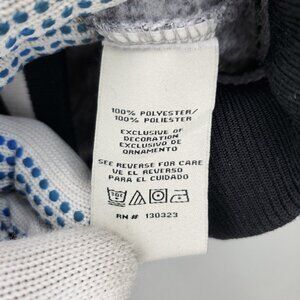 100% POLYESTER/
100% POLIESTER
EXCLUSIVE OF
DECORATION
EXCLUSIVO DE
ORNAMENTO
SEE REVERSE FOR CARE
VE EL REVERSO
PARA EL CUIDADO
RN# 130323